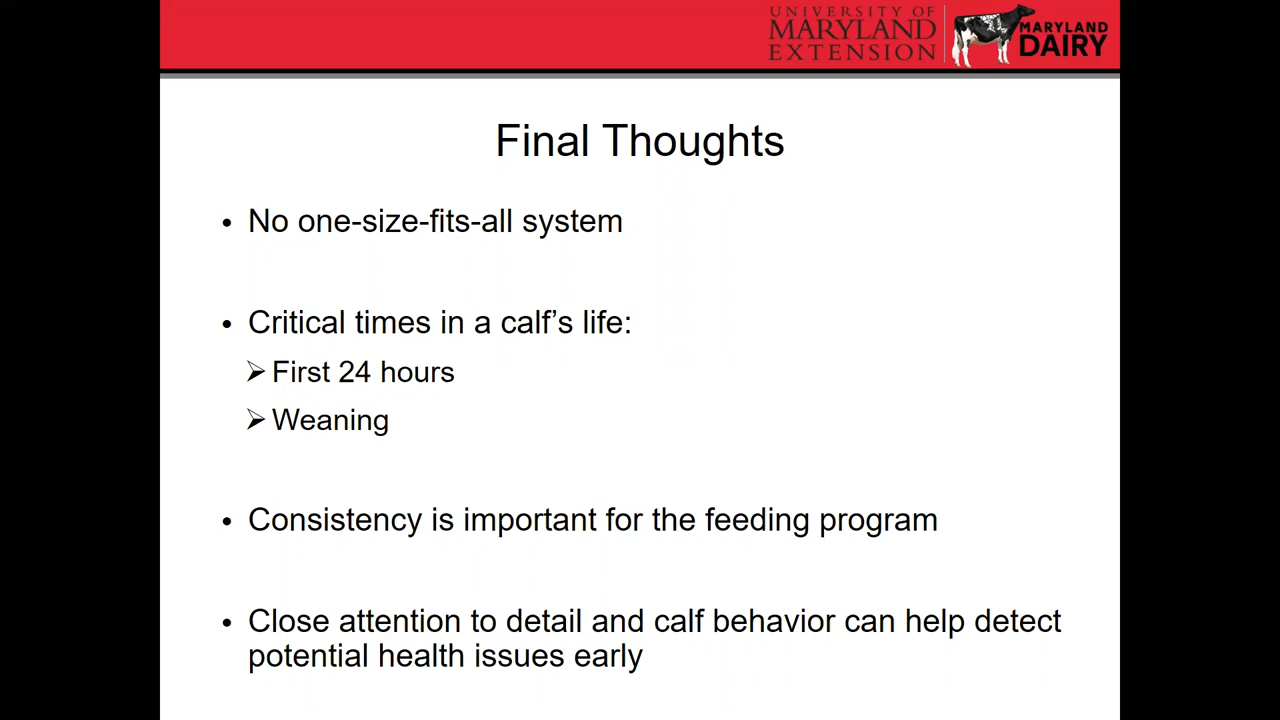 UNIVERSITY OF
MARYLAND
EXTENSION
MARYLAND
DAIRY
Final Thoughts
• No one-size-fits-all system
• Critical times in a calf’s life:
➢ First 24 hours
➢ Weaning
• Consistency is important for the feeding program
• Close attention to detail and calf behavior can help detect
potential health issues early